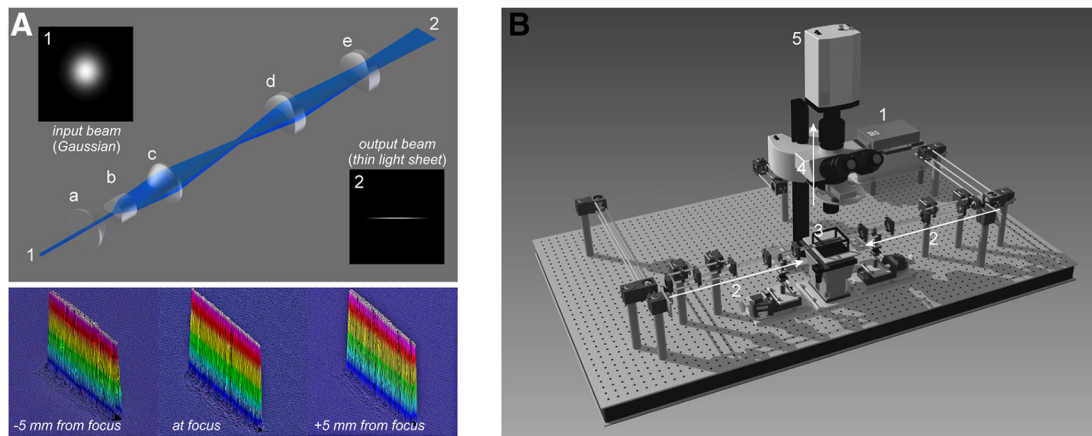 A
1
input beam
(Gaussian)
1
a
b
c
d
e
2
output beam
(thin light sheet)
2
-5 mm from focus
at focus
+5 mm from focus
B
5
1
4
3
2
2